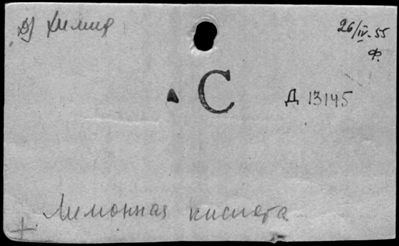 Д) Химия
26/IV-55
Ф.
С
Д 13145
Лимонная кислота